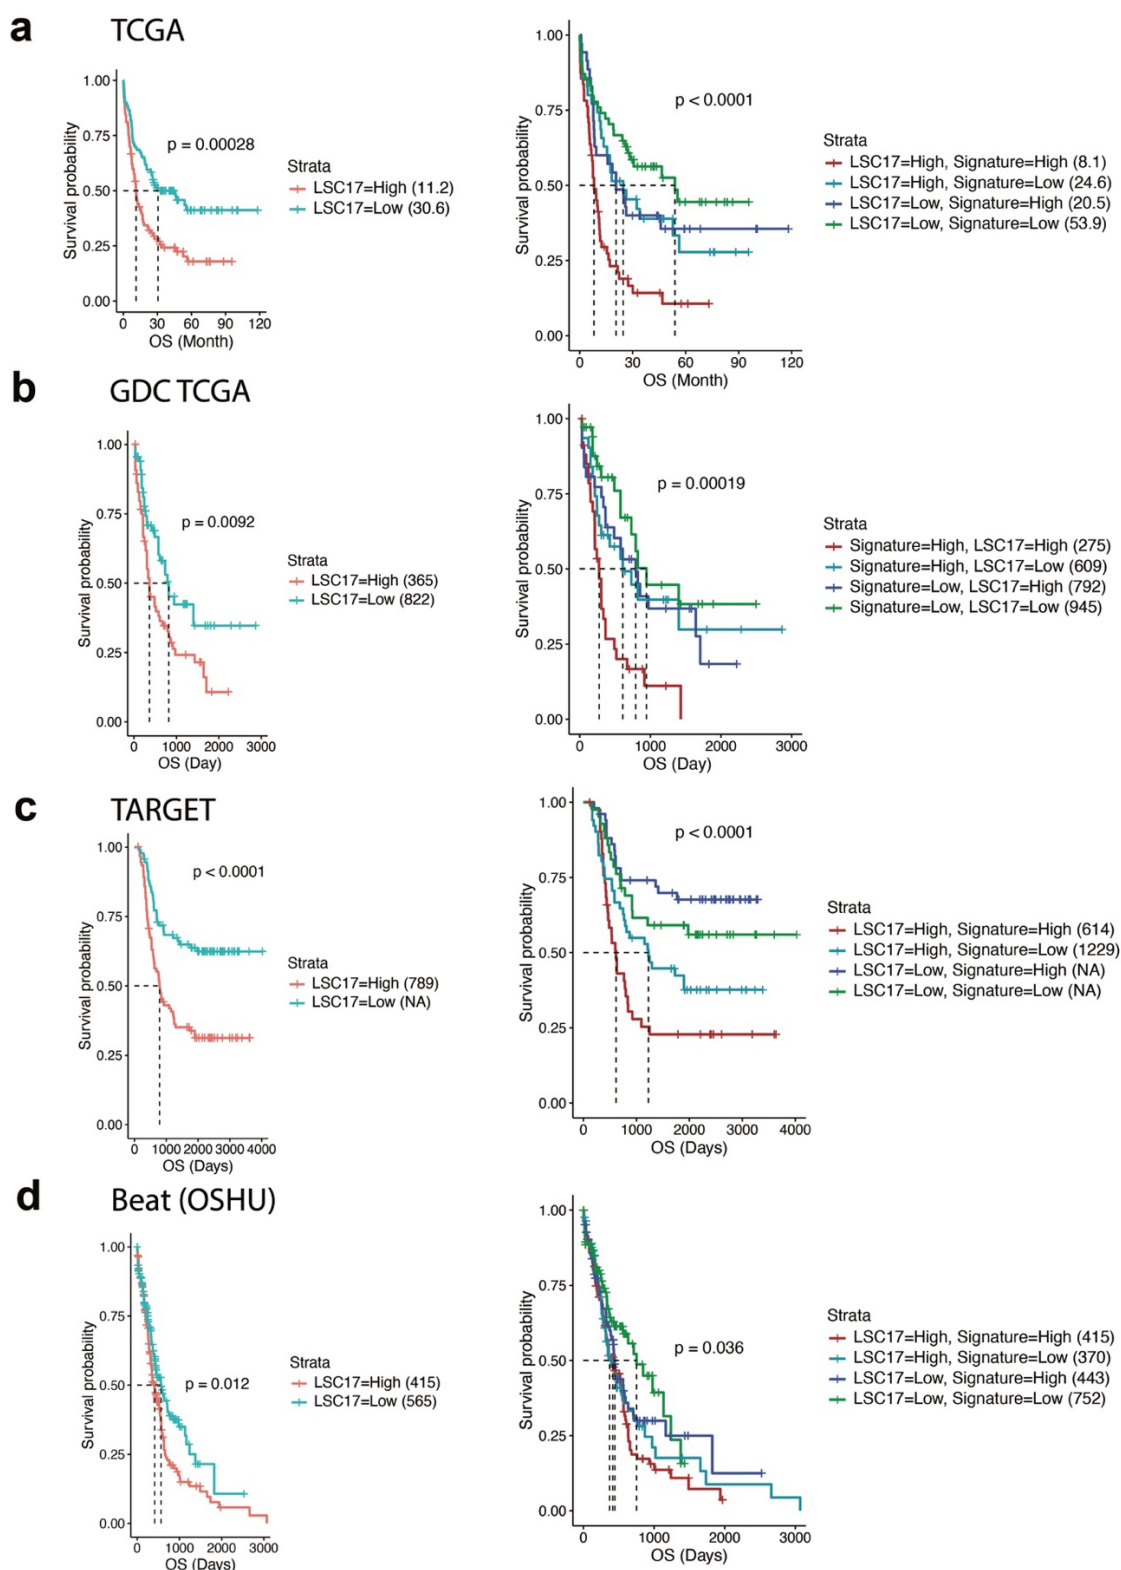 a TCGA
1.00
0.75
0.50
0.25
0.00
Survival probability
p = 0.00028
0 30 60 90 120
OS (Month)
Strata
LSC17=High (11.2)
LSC17=Low (30.6)
1.00
0.75
0.50
0.25
0.00
Survival probability
p < 0.0001
0 30 60 90 120
OS (Month)
Strata
LSC17=High, Signature=High (8.1)
LSC17=High, Signature=Low (24.6)
LSC17=Low, Signature=High (20.5)
LSC17=Low, Signature=Low (53.9)
b GDC TCGA
1.00
0.75
0.50
0.25
0.00
Survival probability
p = 0.0092
0 1000 2000 3000
OS (Day)
Strata
LSC17=High (365)
LSC17=Low (822)
1.00
0.75
0.50
0.25
0.00
Survival probability
p = 0.00019
0 1000 2000 3000
OS (Day)
Strata
Signature=High, LSC17=High (275)
Signature=High, LSC17=Low (609)
Signature=Low, LSC17=High (792)
Signature=Low, LSC17=Low (945)
c TARGET
1.00
0.75
0.50
0.25
0.00
Survival probability
p < 0.0001
0 1000 2000 3000 4000
OS (Days)
Strata
LSC17=High (789)
LSC17=Low (NA)
1.00
0.75
0.50
0.25
0.00
Survival probability
p < 0.0001
0 1000 2000 3000 4000
OS (Days)
Strata
LSC17=High, Signature=High (614)
LSC17=High, Signature=Low (1229)
LSC17=Low, Signature=High (NA)
LSC17=Low, Signature=Low (NA)
d Beat (OSHU)
1.00
0.75
0.50
0.25
0.00
Survival probability
p = 0.012
0 1000 2000 3000
OS (Days)
Strata
LSC17=High (415)
LSC17=Low (565)
1.00
0.75
0.50
0.25
0.00
Survival probability
p = 0.036
0 1000 2000 3000
OS (Days)
Strata
LSC17=High, Signature=High (415)
LSC17=High, Signature=Low (370)
LSC17=Low, Signature=High (443)
LSC17=Low, Signature=Low (752)